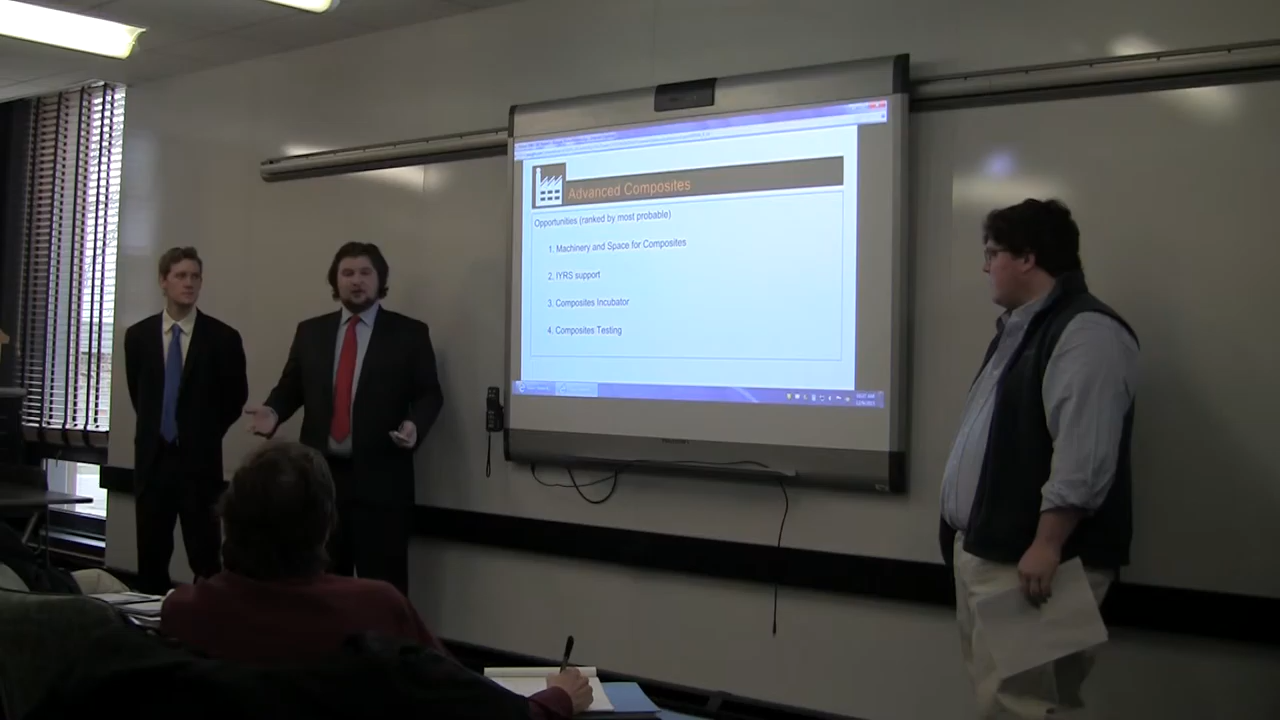 Advanced Composites
Opportunities (ranked by most probable)
1. Machinery and Space for Composites
2. IYRS support
3. Composites Incubator
4. Composites Testing